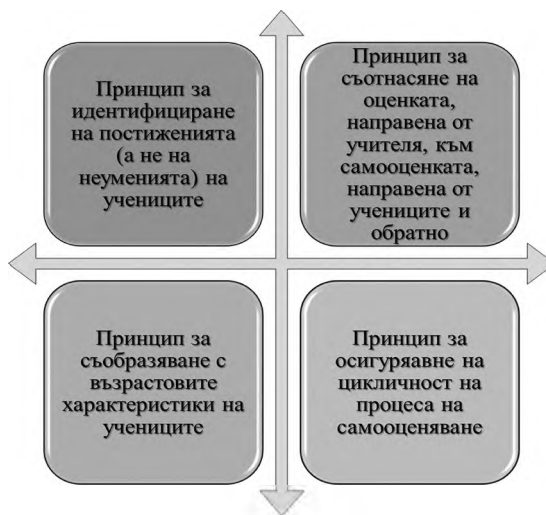 Принцип за
идентифициране
на постиженията
(а не на
неуменията) на
учениците
Принцип за
съотнасяне на
оценката,
направена от
учителя, към
самооценката,
направена от
учениците и
обратно
Принцип за
съобразяване с
възрастовите
характеристики на
учениците
Принцип за
осигуряавне на
цикличност на
процеса на
самооценяване